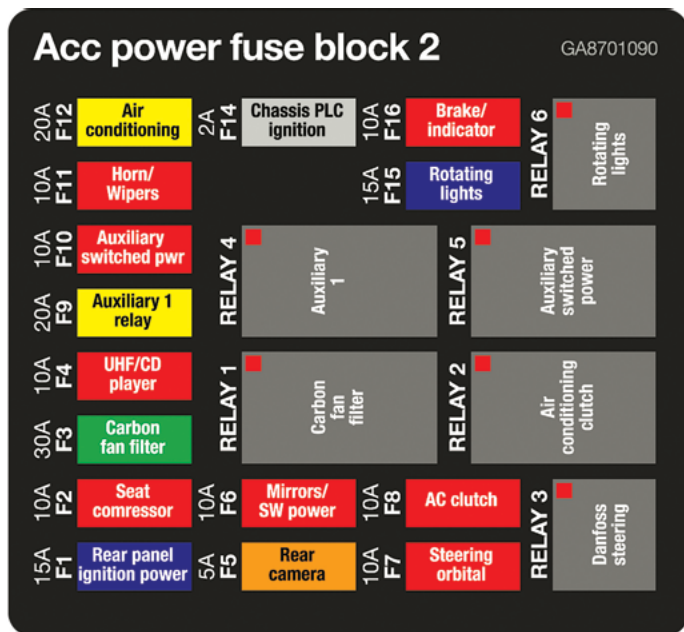 Acc power fuse block 2
GA8701090
20A
F12
Air
conditioning
2A
F14
Chassis PLC
ignition
10A
F16
Brake/
indicator
RELAY 6
Rotating
lights
10A
F11
Horn/
Wipers
15A
F15
Rotating
lights
10A
F10
Auxiliary
switched pwr
RELAY 4
Auxiliary
1
RELAY 5
Auxiliary
switched
power
20A
F9
Auxiliary 1
relay
10A
F4
UHF/CD
player
RELAY 1
Carbon
fan
filter
RELAY 2
Air
conditioning
clutch
30A
F3
Carbon
fan filter
10A
F2
Seat
comressor
10A
F6
Mirrors/
SW power
10A
F8
AC clutch
RELAY 3
Danfoss
steering
15A
F1
Rear panel
ignition power
5A
F5
Rear
camera
10A
F7
Steering
orbital